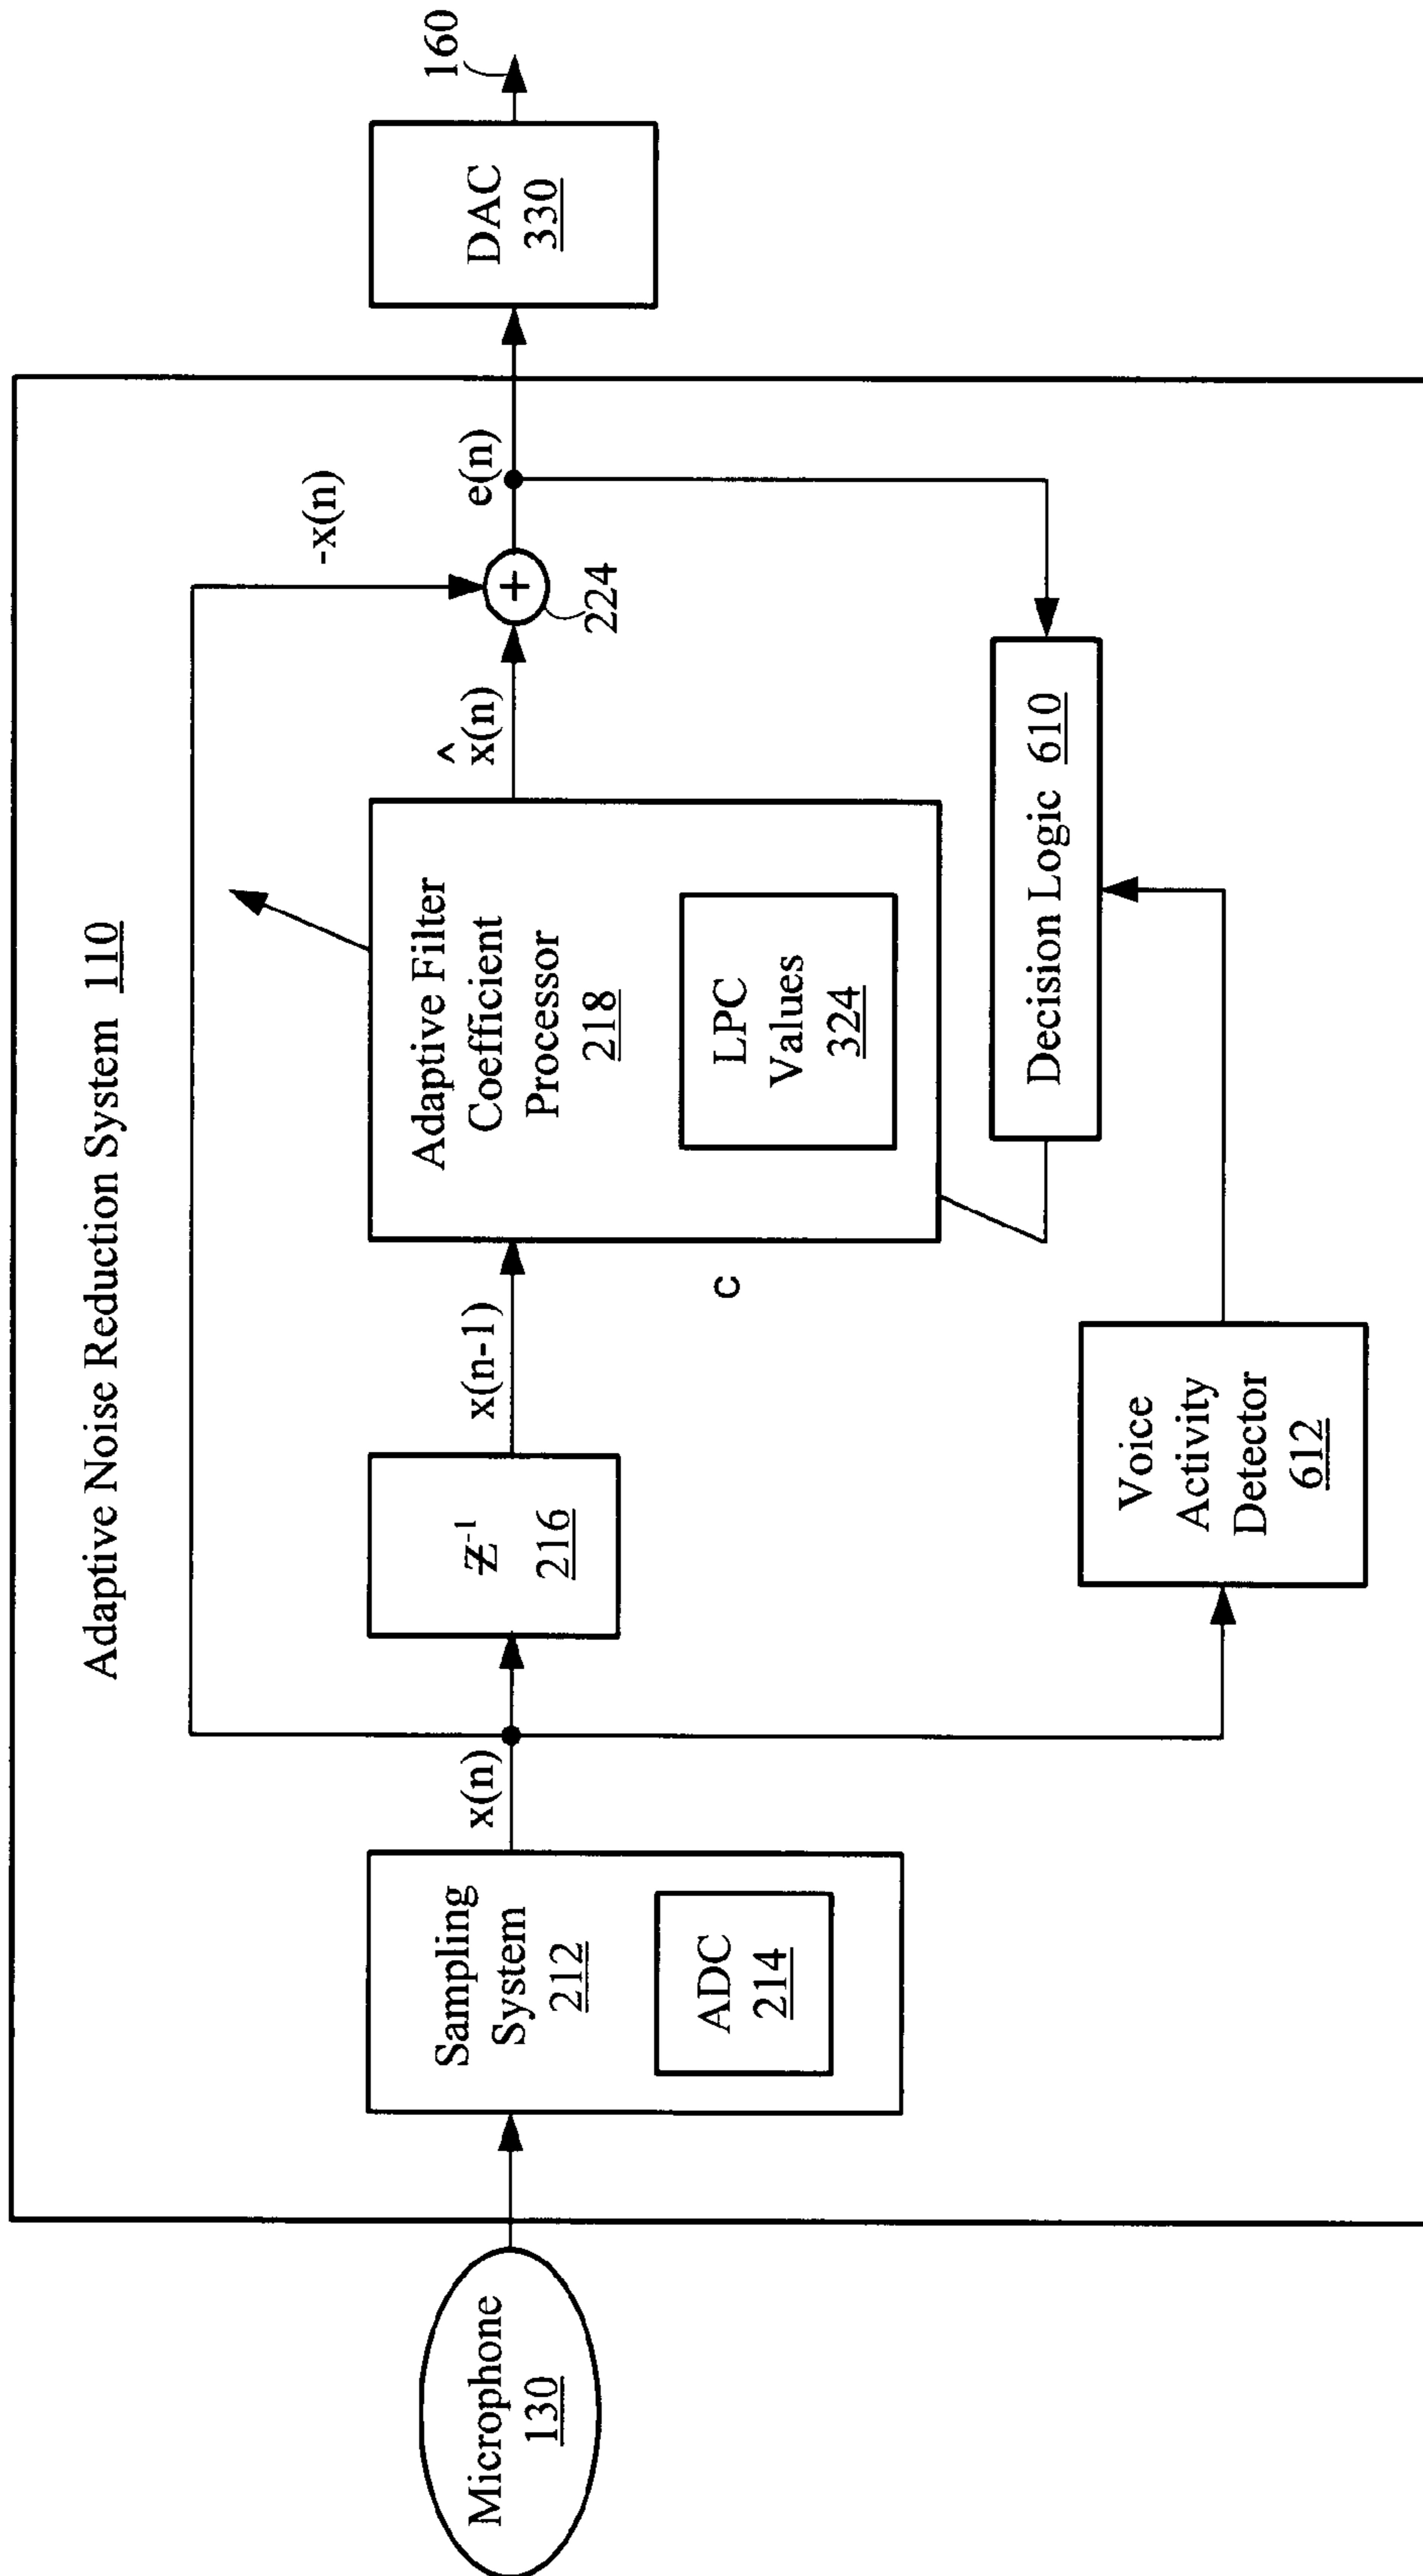 Adaptive Noise Reduction System 110
Microphone
130
Sampling
System
212
ADC
214
x(n)
Z⁻¹
216
x(n-1)
Adaptive Filter
Coefficient
Processor
218
LPC
Values
324
c
^
x(n)
-x(n)
+
224
e(n)
DAC
330
160
Decision Logic 610
Voice
Activity
Detector
612